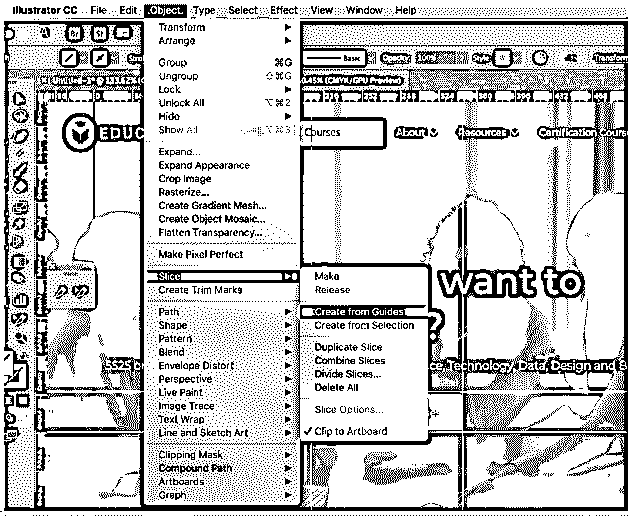 Illustrator CC File Edit Object Type Select Effect View Window Help
Transform
Arrange
Group ⌘G
Ungroup ⇧⌘G
Lock
Unlock All ⌥⌘2
Hide
Show All
Expand...
Expand Appearance
Crop Image
Rasterize...
Create Gradient Mesh...
Create Object Mosaic...
Flatten Transparency...
Make Pixel Perfect
Slice
Create Trim Marks
Path
Shape
Pattern
Blend
Envelope Distort
Perspective
Live Paint
Image Trace
Text Wrap
Line and Sketch Art
Clipping Mask
Compound Path
Artboards
Graph
Make
Release
Create from Guides
Create from Selection
Duplicate Slice
Combine Slices
Divide Slices...
Delete All
Slice Options...
✓ Clip to Artboard
Basic
Opacity
Style
(CMYK/GPU Preview)
EDUC
Courses
About
Resources
Certification Cours
want to
?
Technology, Data, Design and B